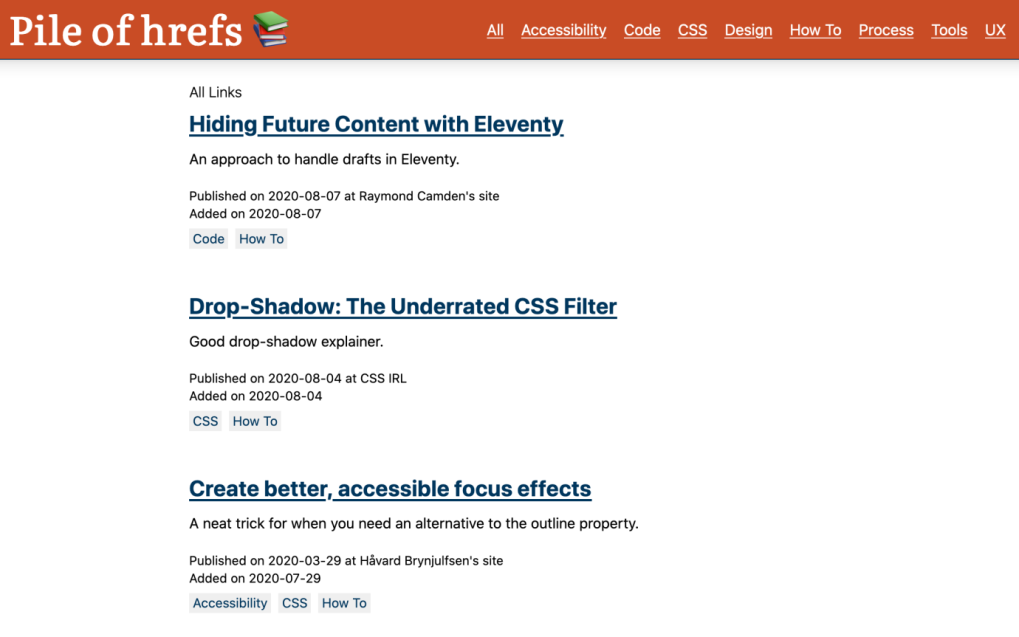 Pile of hrefs
All Accessibility Code CSS Design How To Process Tools UX
All Links
Hiding Future Content with Eleventy
An approach to handle drafts in Eleventy.
Published on 2020-08-07 at Raymond Camden's site
Added on 2020-08-07
Code How To
Drop-Shadow: The Underrated CSS Filter
Good drop-shadow explainer.
Published on 2020-08-04 at CSS IRL
Added on 2020-08-04
CSS How To
Create better, accessible focus effects
A neat trick for when you need an alternative to the outline property.
Published on 2020-03-29 at Håvard Brynjulfsen's site
Added on 2020-07-29
Accessibility CSS How To